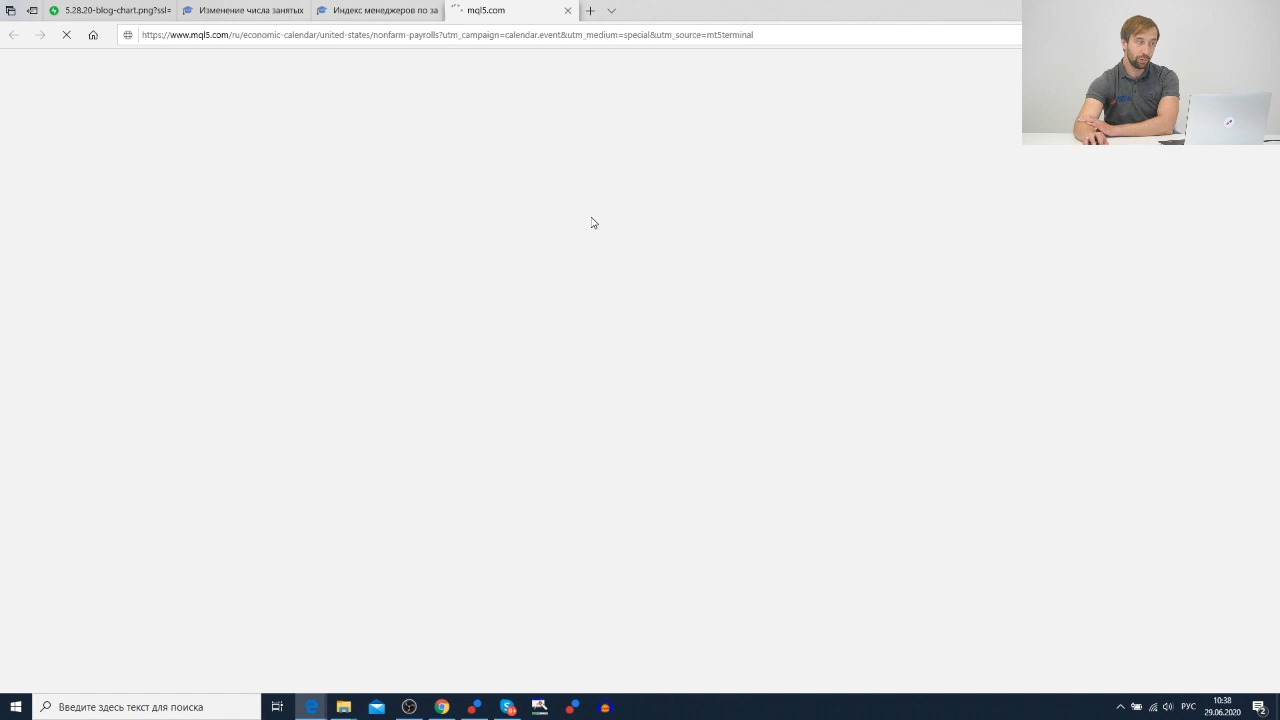 5.28.20-blog-chart.png?ssl=
Изменение числа занятых
Индекс менеджеров по за
mql5.com
https://www.mql5.com/ru/economic-calendar/united-states/nonfarm-payrolls?utm_campaign=calendar.event&utm_medium=special&utm_source=mt5terminal
Введите здесь текст для поиска
РУС
10:38
29.06.2020
2